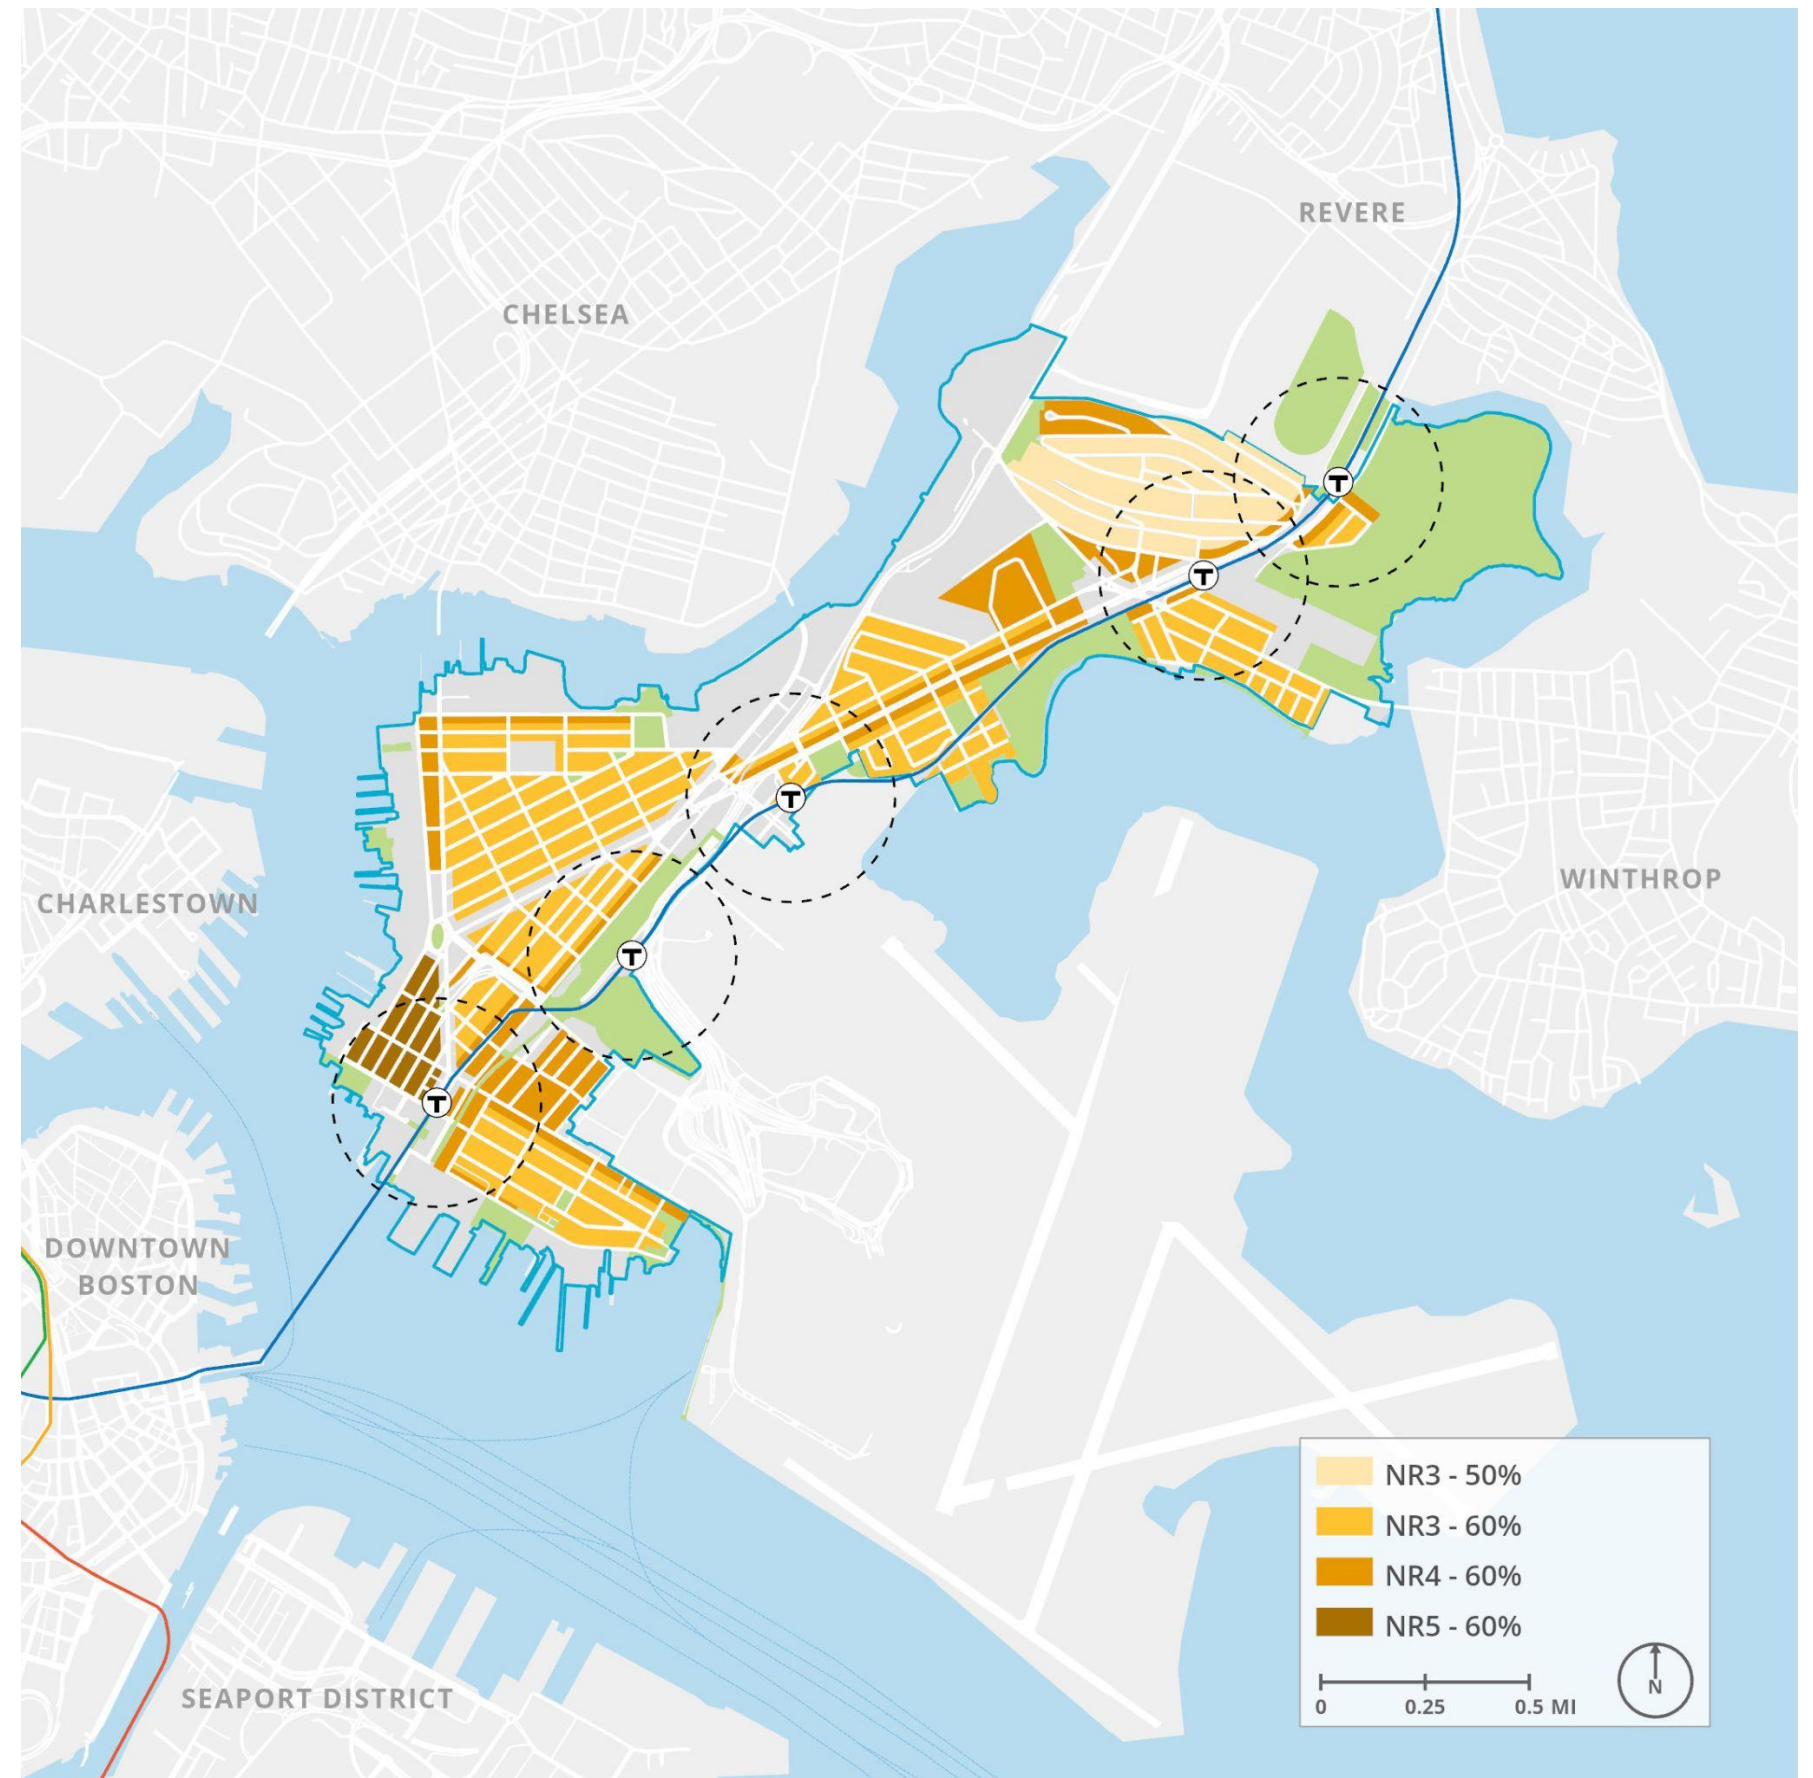 REVERE
CHELSEA
T
T
T
WINTHROP
CHARLESTOWN
T
T
DOWNTOWN
BOSTON
SEAPORT DISTRICT
NR3 - 50%
NR3 - 60%
NR4 - 60%
NR5 - 60%
0 0.25 0.5 MI
N